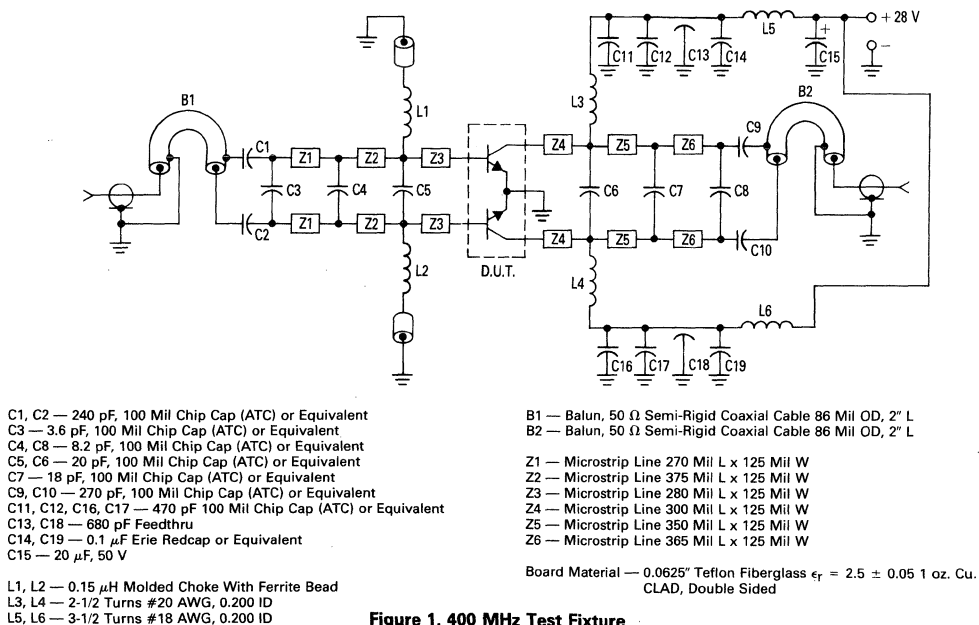 L5
+ 28 V
+
−
C11
C12
C13
C14
C15
B1
L1
L3
B2
C9
C1
Z1
Z2
Z3
Z4
Z5
Z6
C3
C4
C5
C6
C7
C8
C2
Z1
Z2
Z3
Z4
Z5
Z6
C10
D.U.T.
L2
L4
L6
C16
C17
C18
C19
C1, C2 — 240 pF, 100 Mil Chip Cap (ATC) or Equivalent
C3 — 3.6 pF, 100 Mil Chip Cap (ATC) or Equivalent
C4, C8 — 8.2 pF, 100 Mil Chip Cap (ATC) or Equivalent
C5, C6 — 20 pF, 100 Mil Chip Cap (ATC) or Equivalent
C7 — 18 pF, 100 Mil Chip Cap (ATC) or Equivalent
C9, C10 — 270 pF, 100 Mil Chip Cap (ATC) or Equivalent
C11, C12, C16, C17 — 470 pF 100 Mil Chip Cap (ATC) or Equivalent
C13, C18 — 680 pF Feedthru
C14, C19 — 0.1 μF Erie Redcap or Equivalent
C15 — 20 μF, 50 V
L1, L2 — 0.15 μH Molded Choke With Ferrite Bead
L3, L4 — 2-1/2 Turns #20 AWG, 0.200 ID
L5, L6 — 3-1/2 Turns #18 AWG, 0.200 ID
B1 — Balun, 50 Ω Semi-Rigid Coaxial Cable 86 Mil OD, 2″ L
B2 — Balun, 50 Ω Semi-Rigid Coaxial Cable 86 Mil OD, 2″ L
Z1 — Microstrip Line 270 Mil L x 125 Mil W
Z2 — Microstrip Line 375 Mil L x 125 Mil W
Z3 — Microstrip Line 280 Mil L x 125 Mil W
Z4 — Microstrip Line 300 Mil L x 125 Mil W
Z5 — Microstrip Line 350 Mil L x 125 Mil W
Z6 — Microstrip Line 365 Mil L x 125 Mil W
Board Material — 0.0625″ Teflon Fiberglass εr = 2.5 ± 0.05 1 oz. Cu.
CLAD, Double Sided
Figure 1. 400 MHz Test Fixture